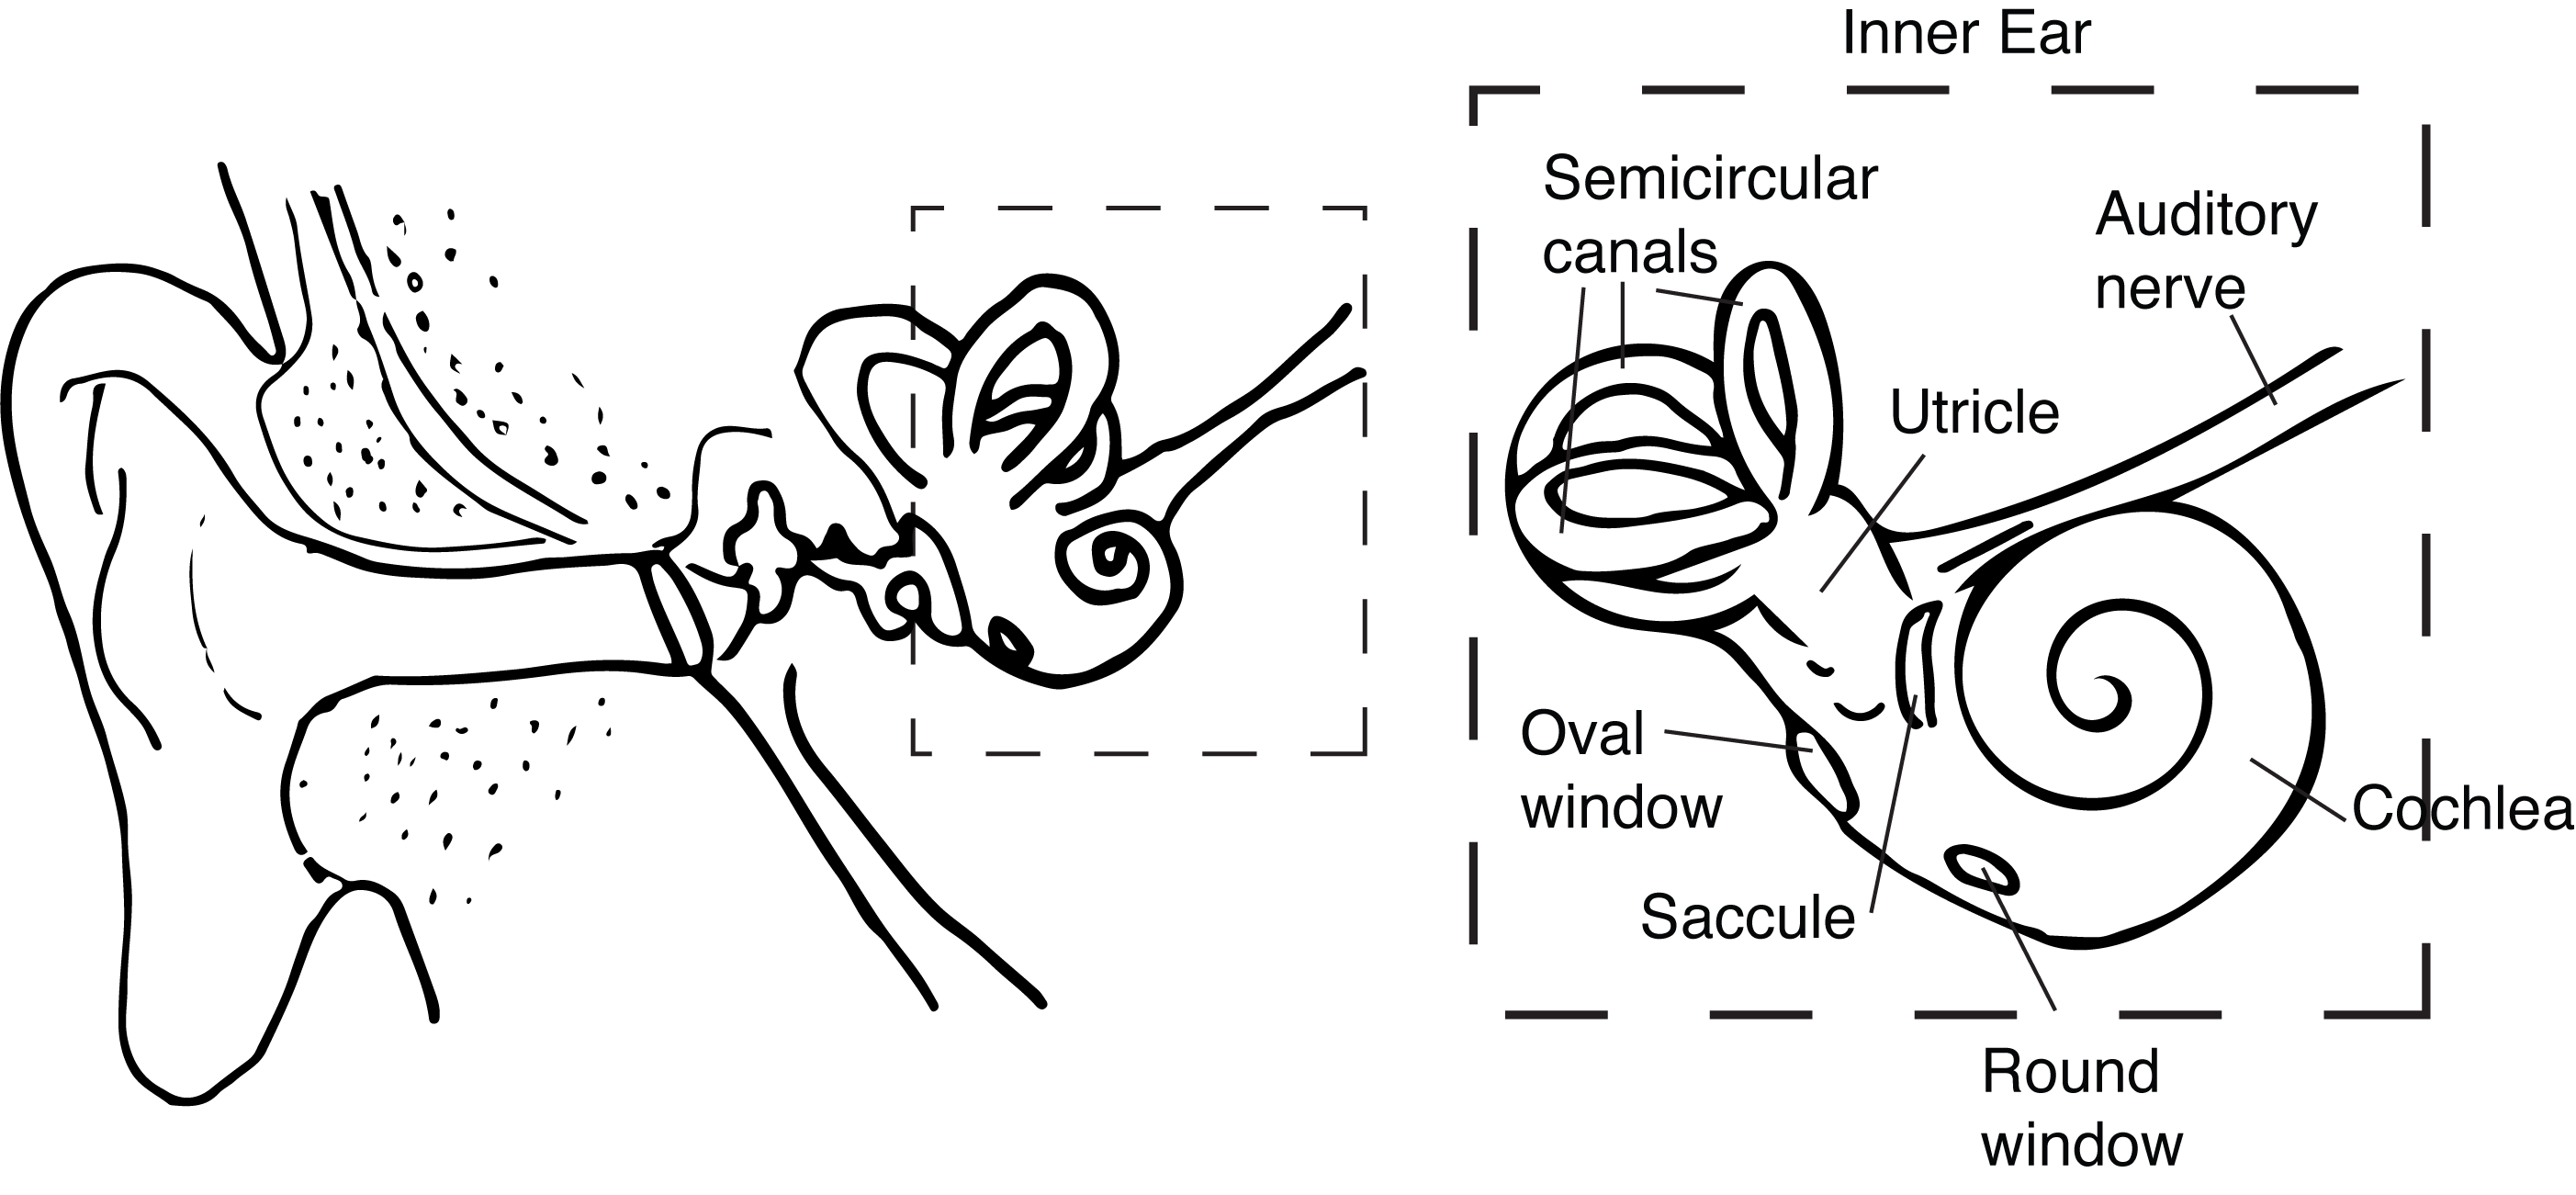 Inner Ear
Semicircular
canals
Auditory
nerve
Utricle
Oval
window
Cochlea
Saccule
Round
window